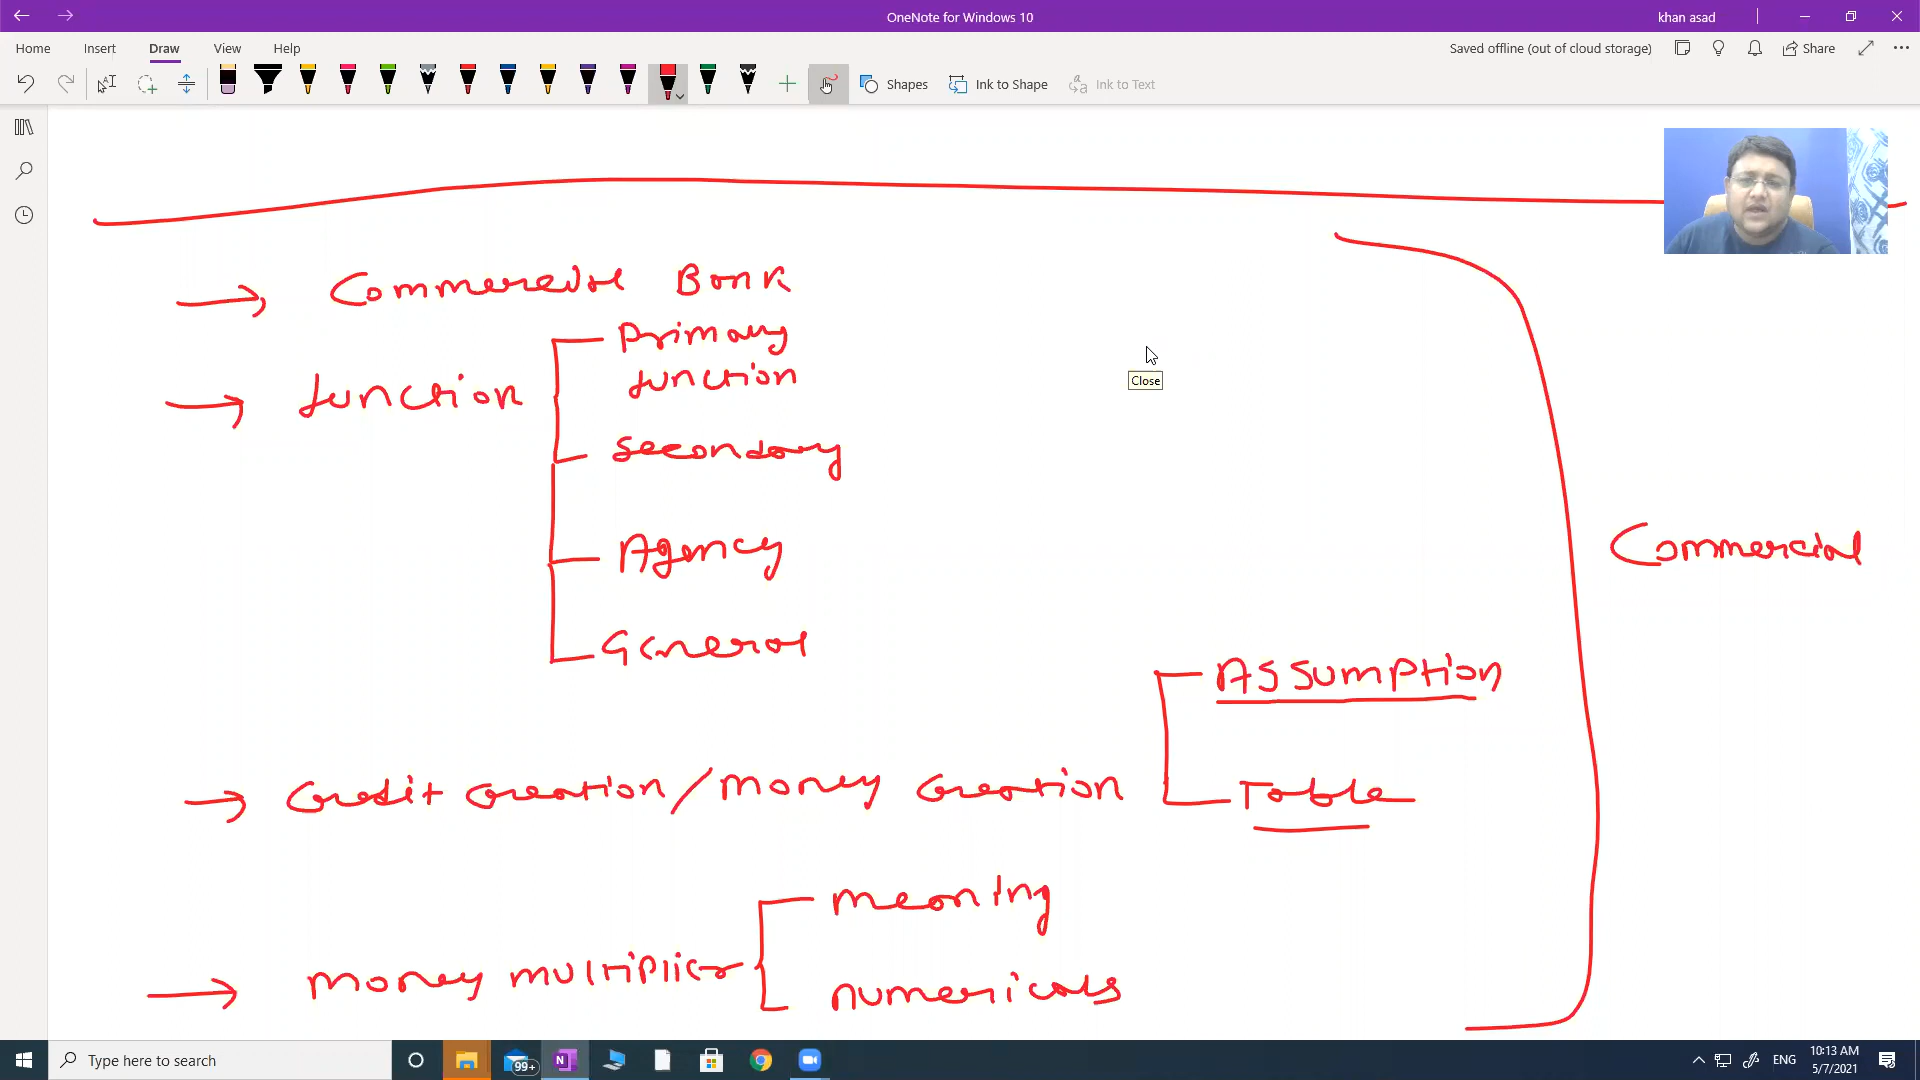 OneNote for Windows 10
khan asad
Home Insert Draw View Help
Saved offline (out of cloud storage)
Share
Shapes
Ink to Shape
Ink to Text
→ Commercial Bank
Primary
function
→ function
Secondary
Close
Commercial
Agency
General
Assumption
→ Credit creation/money creation
Table
meaning
→ money multiplier
numericals
Type here to search
99+
ENG
10:13 AM
5/7/2021